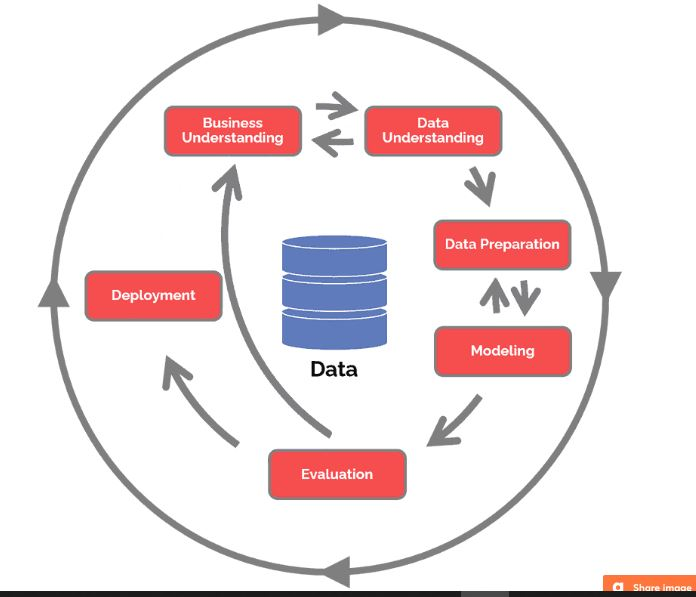 Business
Understanding
Data
Understanding
Data Preparation
Deployment
Modeling
Data
Evaluation
Share image